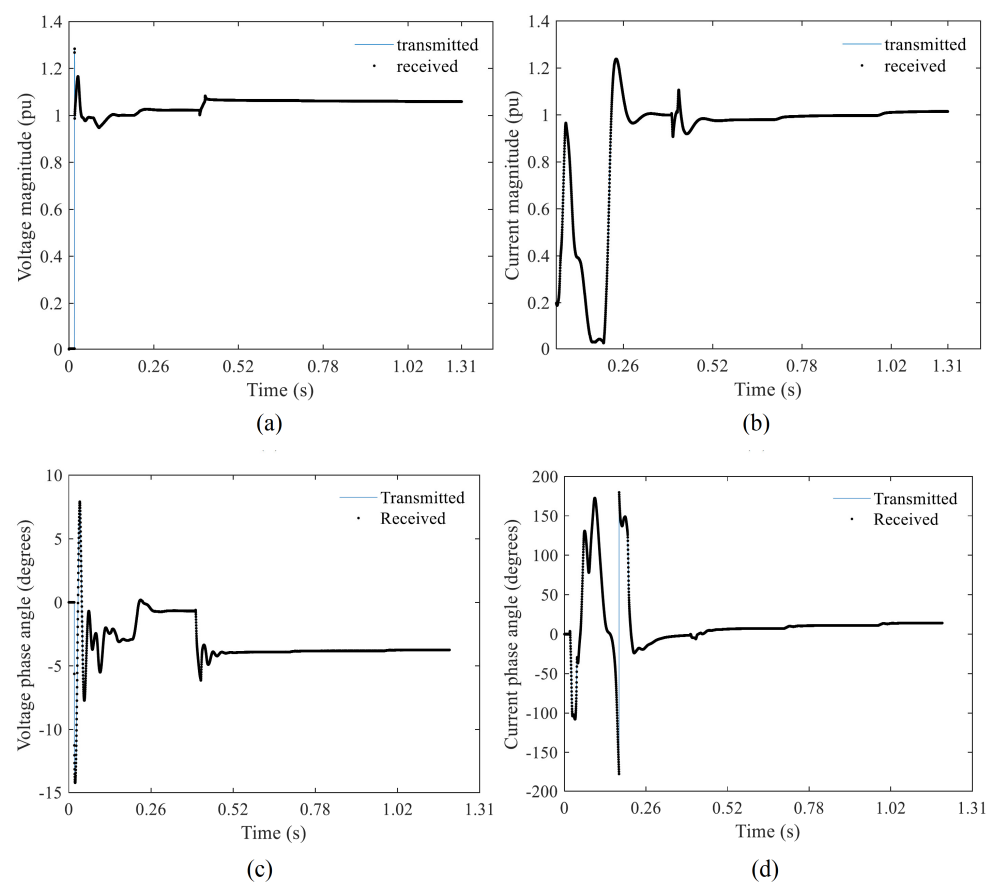 1.4
1.2
1
0.8
0.6
0.4
0.2
0
Voltage magnitude (pu)
transmitted
received
0 0.26 0.52 0.78 1.02 1.31
Time (s)
(a)
1.4
1.2
1
0.8
0.6
0.4
0.2
0
Current magnitude (pu)
transmitted
received
0.26 0.52 0.78 1.02 1.31
Time (s)
(b)
10
5
0
-5
-10
-15
Voltage phase angle (degrees)
Transmitted
Received
0 0.26 0.52 0.78 1.02 1.31
Time (s)
(c)
200
150
100
50
0
-50
-100
-150
-200
Current phase angle (degrees)
Transmitted
Received
0 0.26 0.52 0.78 1.02 1.31
Time (s)
(d)